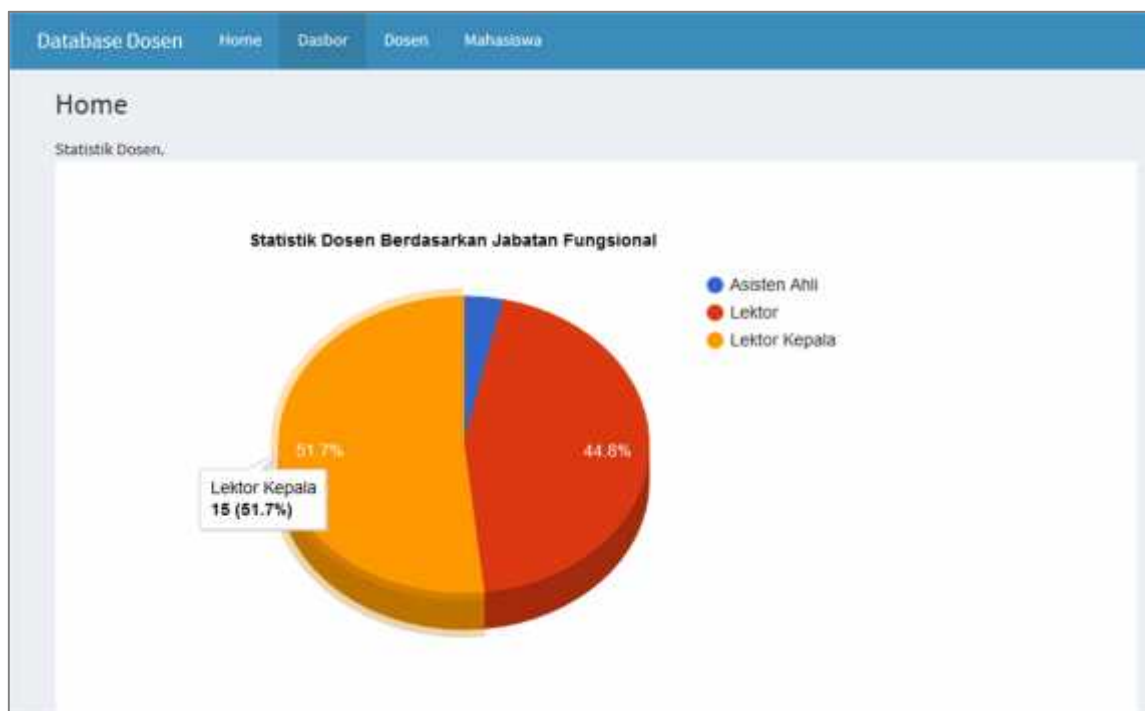 Database Dosen Home Dasbor Dosen Mahasiswa
Home
Statistik Dosen.
Statistik Dosen Berdasarkan Jabatan Fungsional
Asisten Ahli
Lektor
Lektor Kepala
51.7%
44.8%
Lektor Kepala
15 (51.7%)